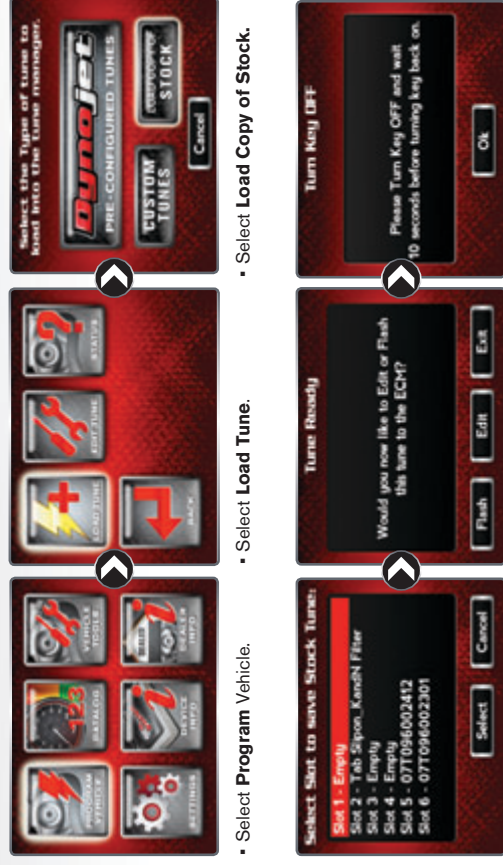 PROGRAM
VEHICLE
DATALOG
VEHICLE
TOOLS
SETTINGS
DEVICE
INFO
DEALER
INFO
▪ Select Program Vehicle.
LOAD TUNE
EDIT TUNE
STATUS
BACK
▪ Select Load Tune.
Select the Type of tune to
load into the tune manager.
Dynojet
PRE-CONFIGURED TUNES
CUSTOM
TUNES
STOCK
Cancel
▪ Select Load Copy of Stock.
Select Slot to save Stock Tune:
Slot 1 - Empty
Slot 2 - Tab Slipon_KandN Filter
Slot 3 - Empty
Slot 4 - Empty
Slot 5 - 07T096002412
Slot 6 - 07T096002301
Select
Cancel
Tune Ready
Would you now like to Edit or Flash
this tune to the ECM?
Flash
Edit
Exit
Turn Key OFF
Please Turn Key OFF and wait
10 seconds before turning key back on.
Ok